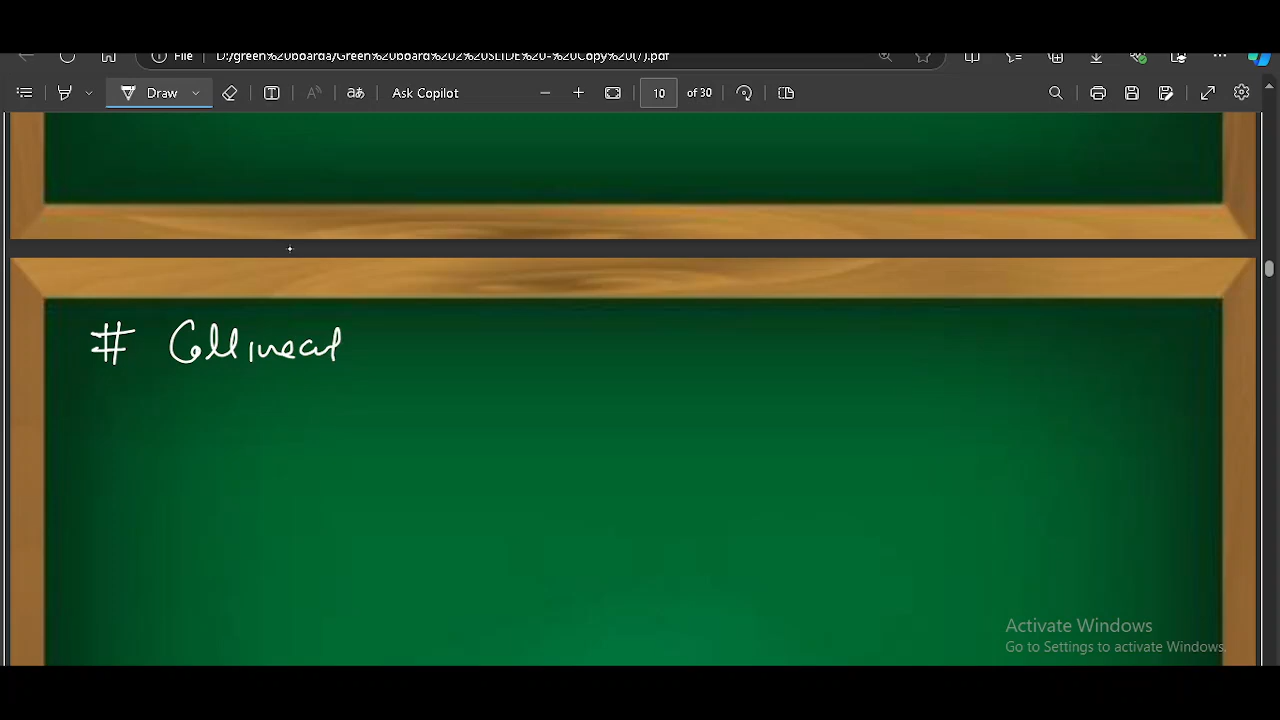 File D:/green%20boarda/Green%20board%202%20SLIDE%20-%20Copy%20(7).pdf
Draw Ask Copilot 10 of 30
# Collinear
Activate Windows
Go to Settings to activate Windows.